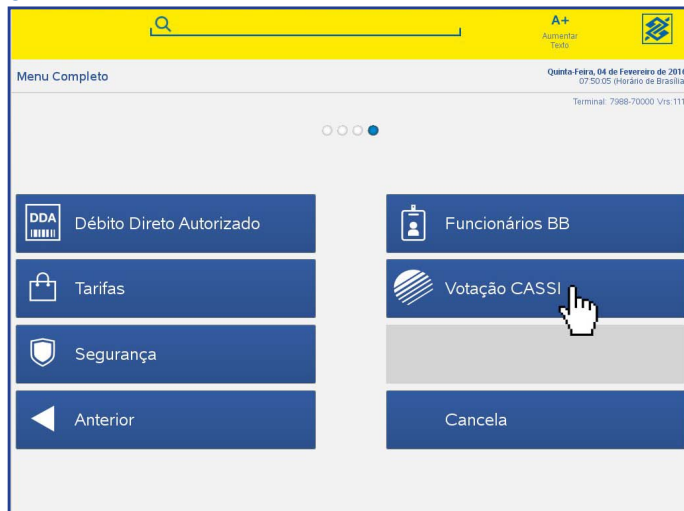 A+
Aumentar
Texto
Menu Completo
Quinta-Feira, 04 de Fevereiro de 2016
07:50:05 (Horário de Brasília
Terminal: 7988-70000 Vrs:111
DDA
Débito Direto Autorizado
Funcionários BB
Tarifas
Votação CASSI
Segurança
Anterior
Cancela